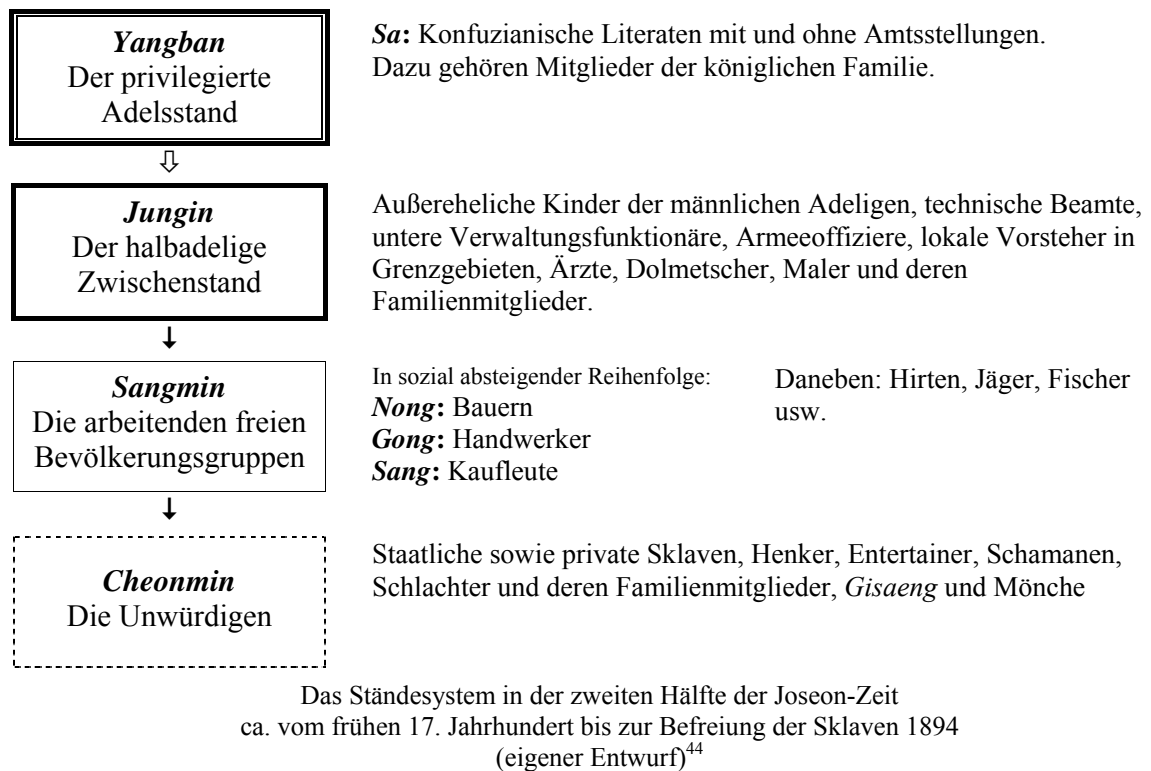 Yangban
Der privilegierte
Adelsstand
Sa: Konfuzianische Literaten mit und ohne Amtsstellungen.
Dazu gehören Mitglieder der königlichen Familie.
Jungin
Der halbadelige
Zwischenstand
Außereheliche Kinder der männlichen Adeligen, technische Beamte,
untere Verwaltungsfunktionäre, Armeeoffiziere, lokale Vorsteher in
Grenzgebieten, Ärzte, Dolmetscher, Maler und deren
Familienmitglieder.
Sangmin
Die arbeitenden freien
Bevölkerungsgruppen
In sozial absteigender Reihenfolge:
Nong: Bauern
Gong: Handwerker
Sang: Kaufleute
Daneben: Hirten, Jäger, Fischer
usw.
Cheonmin
Die Unwürdigen
Staatliche sowie private Sklaven, Henker, Entertainer, Schamanen,
Schlachter und deren Familienmitglieder, Gisaeng und Mönche
Das Ständesystem in der zweiten Hälfte der Joseon-Zeit
ca. vom frühen 17. Jahrhundert bis zur Befreiung der Sklaven 1894
(eigener Entwurf)44